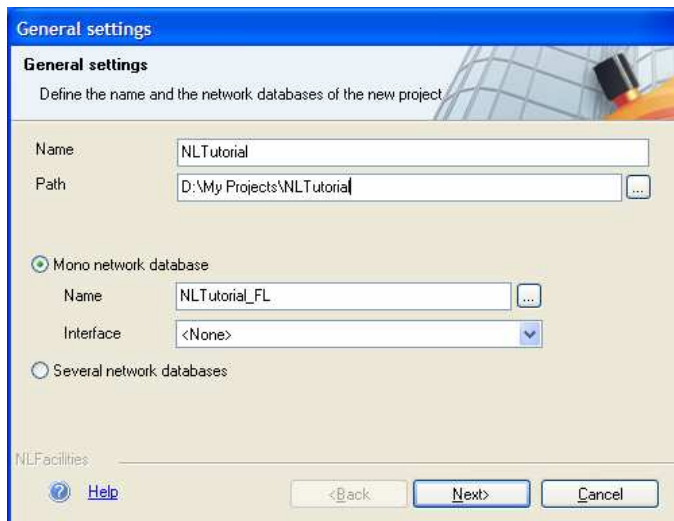 General settings
General settings
Define the name and the network databases of the new project
Name NLTutorial
Path D:\My Projects\NLTutorial ...
Mono network database
Name NLTutorial_FL ...
Interface <None>
Several network databases
NLFacilities
Help <Back Next> Cancel